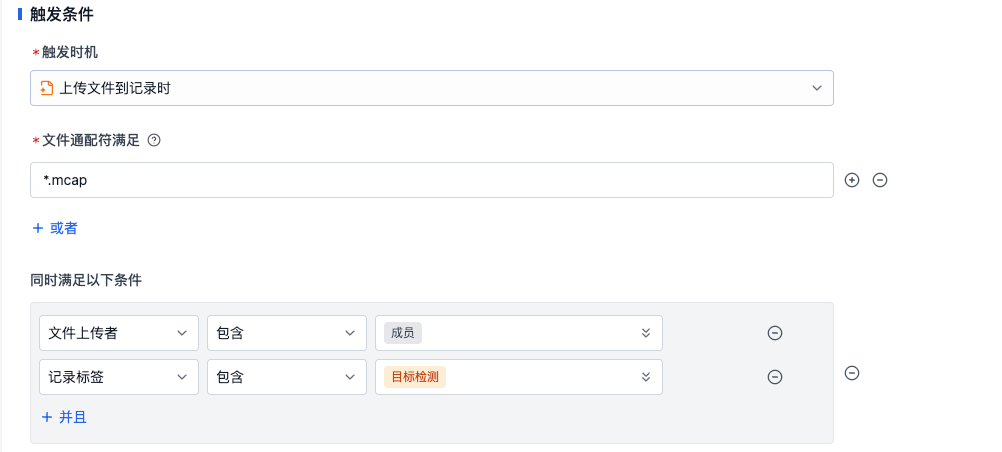 触发条件
*触发时机
上传文件到记录时
*文件通配符满足 ?
*.mcap
+ 或者
同时满足以下条件
文件上传者 包含 成员
记录标签 包含 目标检测
+ 并且